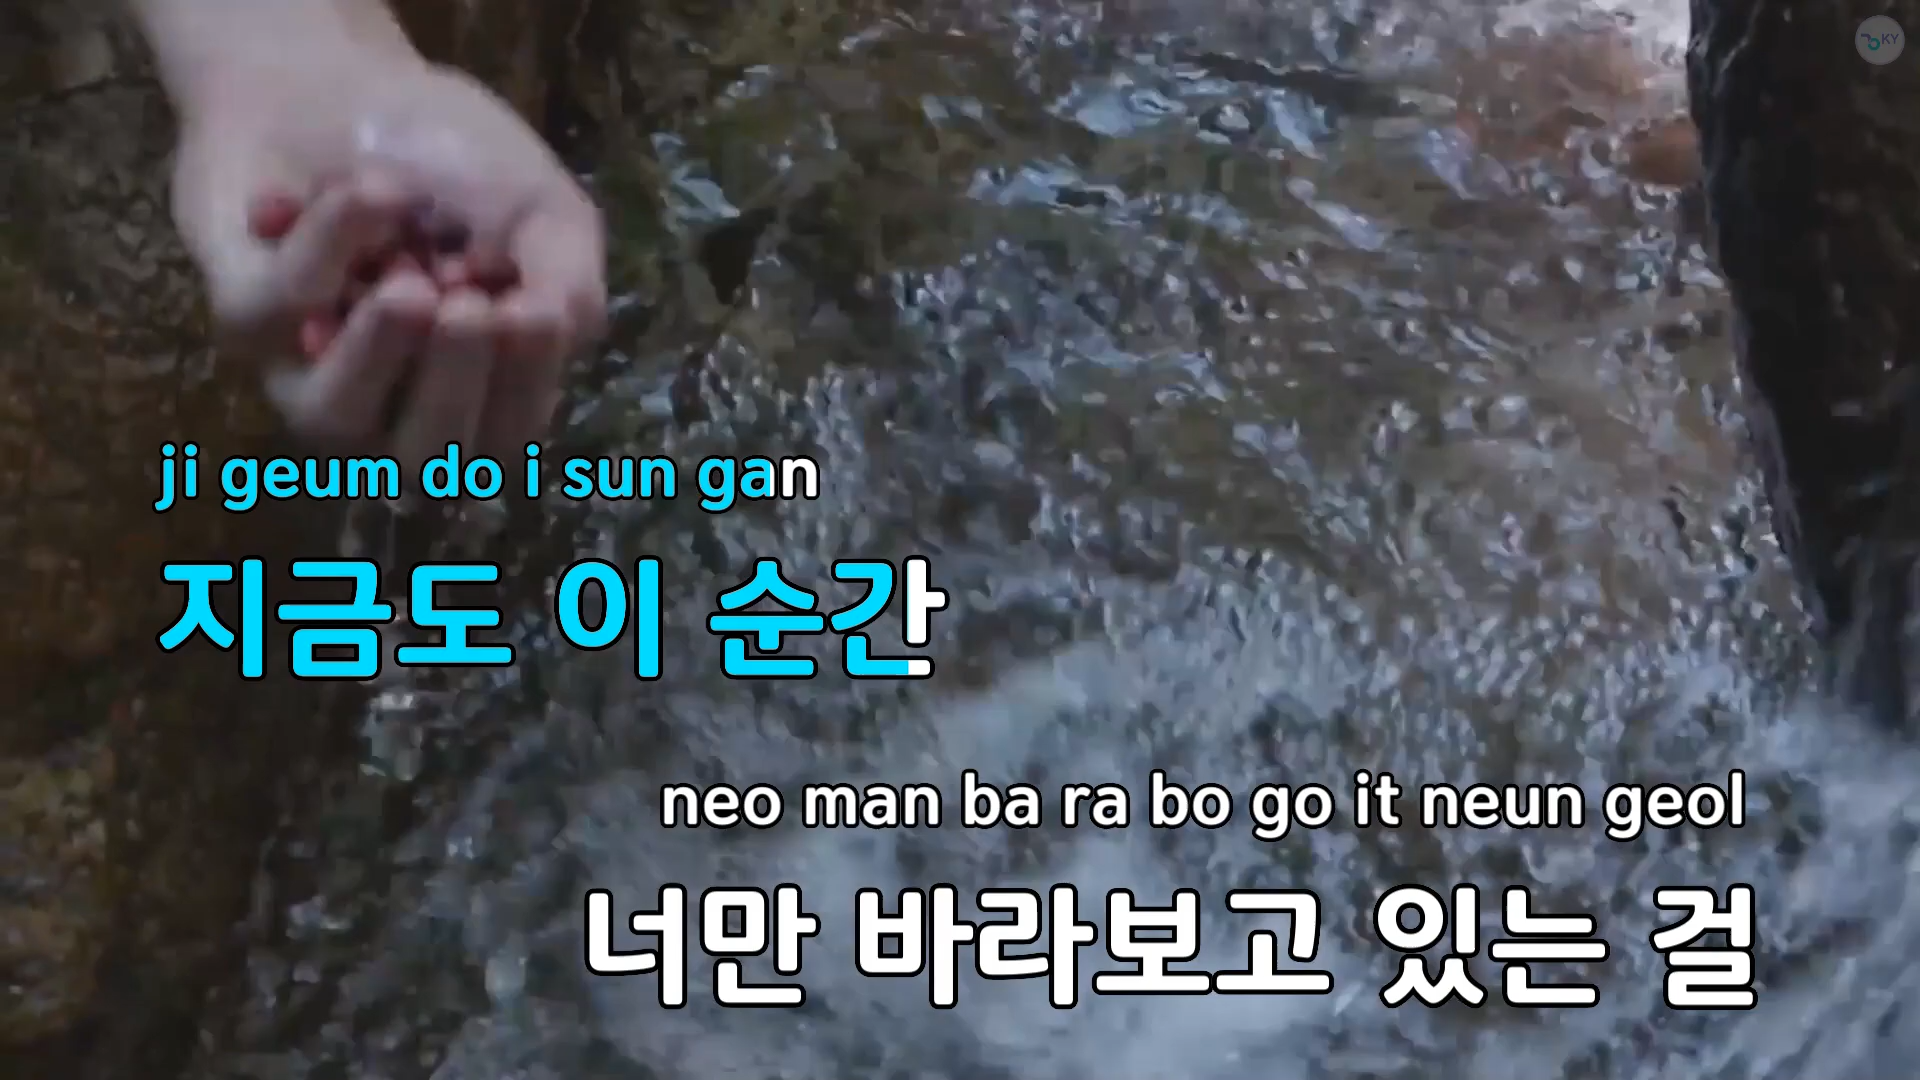 KY
ji geum do i sun gan
지금도 이 순간
neo man ba ra bo go it neun geol
너만 바라보고 있는 걸